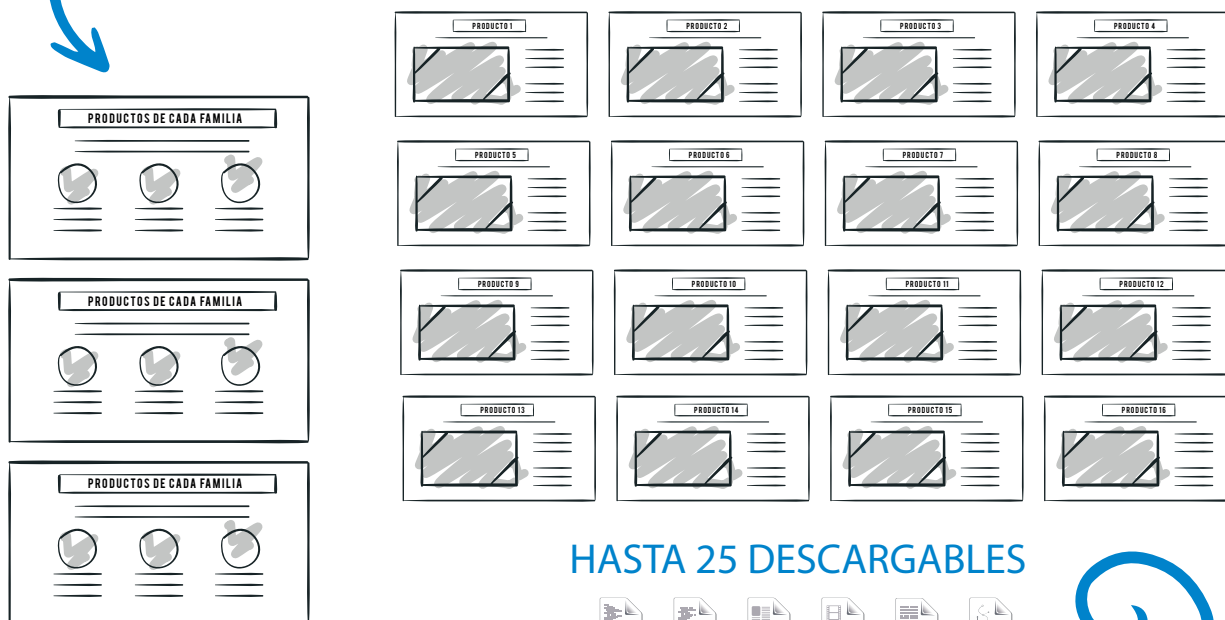 PRODUCTOS DE CADA FAMILIA
PRODUCTOS DE CADA FAMILIA
PRODUCTOS DE CADA FAMILIA
PRODUCTO 1
PRODUCTO 2
PRODUCTO 3
PRODUCTO 4
PRODUCTO 5
PRODUCTO 6
PRODUCTO 7
PRODUCTO 8
PRODUCTO 9
PRODUCTO 10
PRODUCTO 11
PRODUCTO 12
PRODUCTO 13
PRODUCTO 14
PRODUCTO 15
PRODUCTO 16
HASTA 25 DESCARGABLES